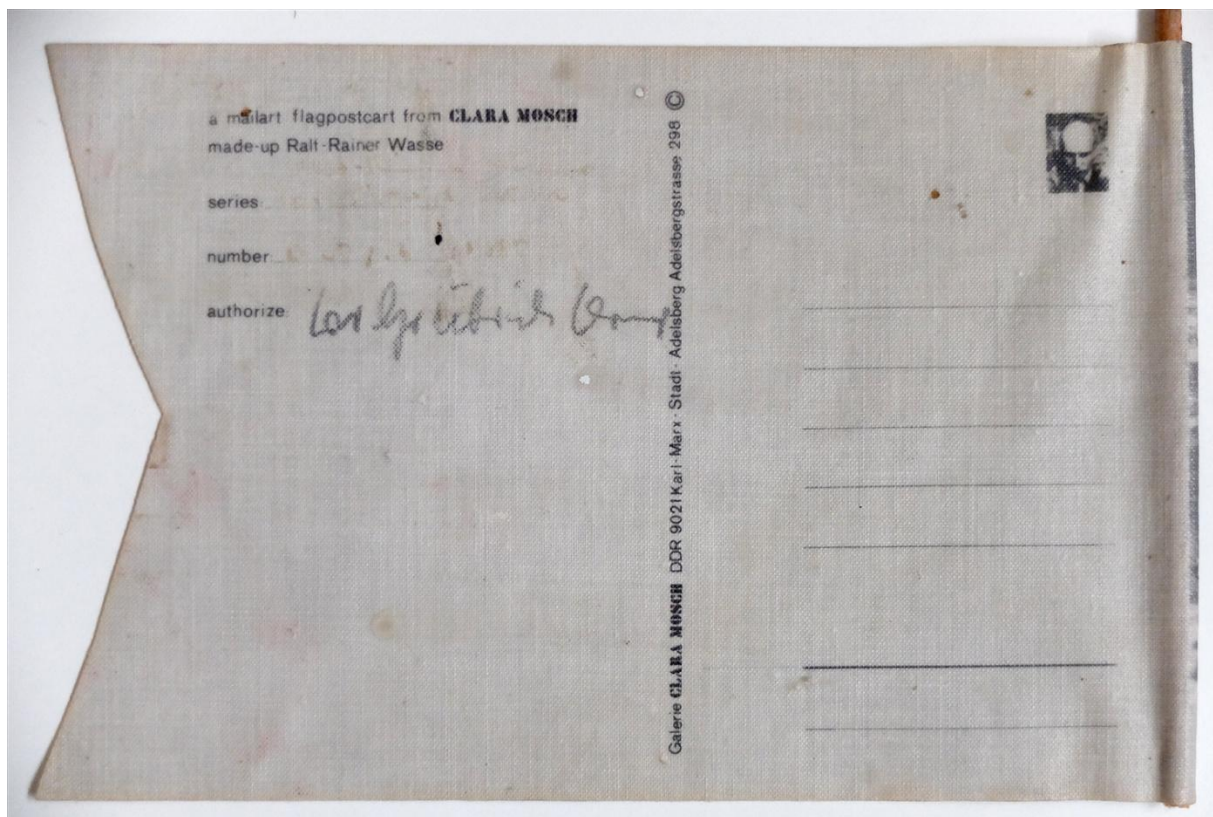 a mailart flagpostcart from CLARA MOSCH
made-up Ralf-Rainer Wasse
series
number
authorize:
Galerie CLARA MOSCH DDR 9021 Karl-Marx-Stadt - Adelsberg Adelsbergstrasse 298 ©